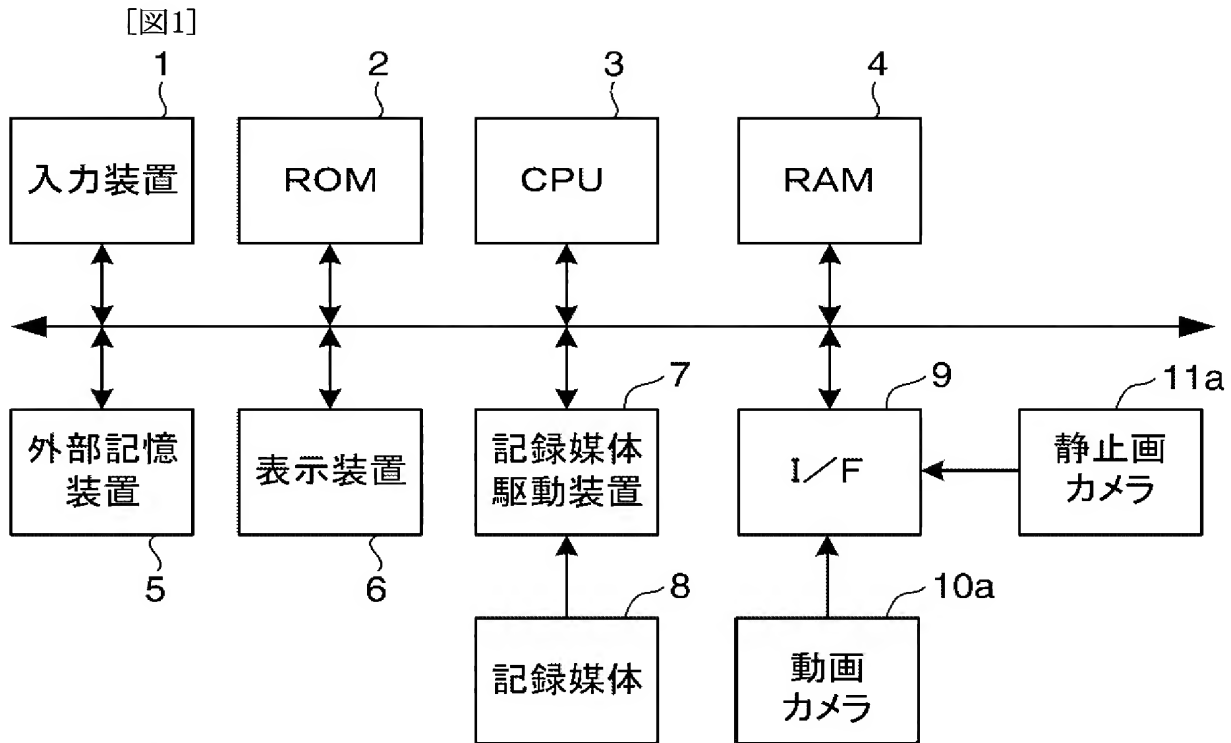 [図1]
1
2
3
4
入力装置
ROM
CPU
RAM
7
9
11a
外部記憶
装置
表示装置
記録媒体
駆動装置
I/F
静止画
カメラ
5
6
8
10a
記録媒体
動画
カメラ